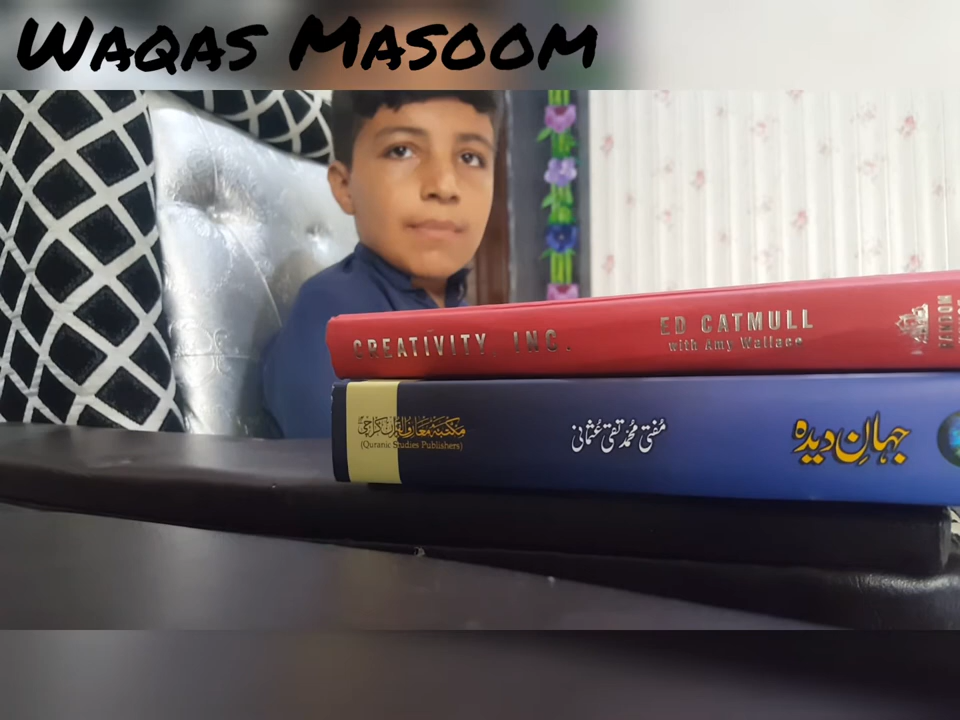 Waqas Masoom
CREATIVITY, INC.
ED CATMULL
with Amy Wallace
RANDOM
مکتبہ معارف القرآن کراچی
(Quranic Studies Publishers)
مفتی محمد تقی عثمانی
جہانِ دیدہ